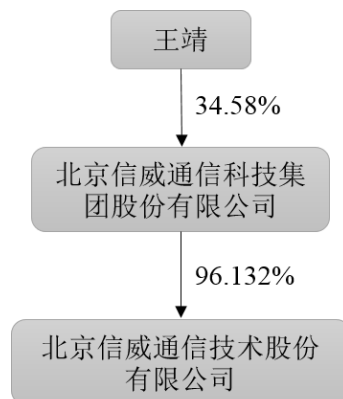 王靖
34.58%
北京信威通信科技集
团股份有限公司
96.132%
北京信威通信技术股份
有限公司